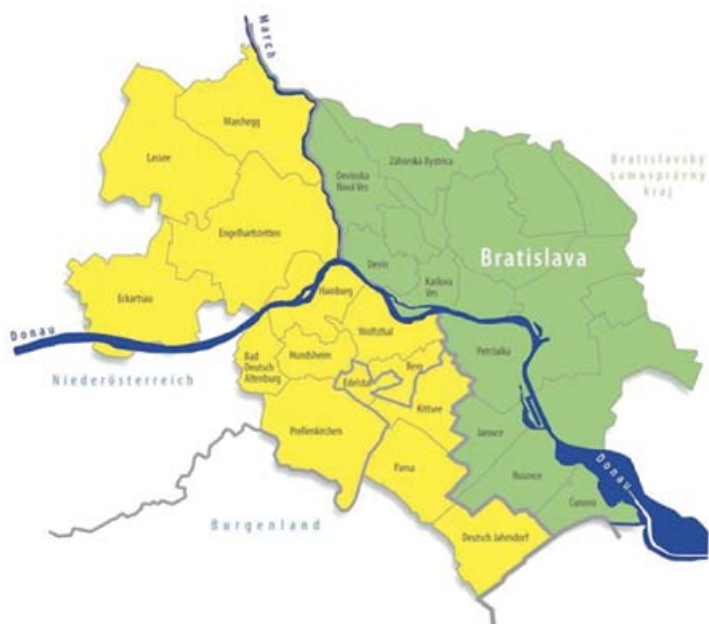 March
Marchegg
Lassee
Záhorská Bystrica
Bratislavský
samosprávny
kraj
Devínska
Nová Ves
Engelhartstetten
Devín
Bratislava
Karlova
Ves
Eckartsau
Hainburg
Donau
Wolfsthal
Petržalka
Hundsheim
Bad
Deutsch
Altenburg
Berg
Edelstal
Niederösterreich
Kittsee
Prellenkirchen
Jarovce
Pama
Rusovce
Donau
Čunovo
Burgenland
Deutsch Jahrndorf